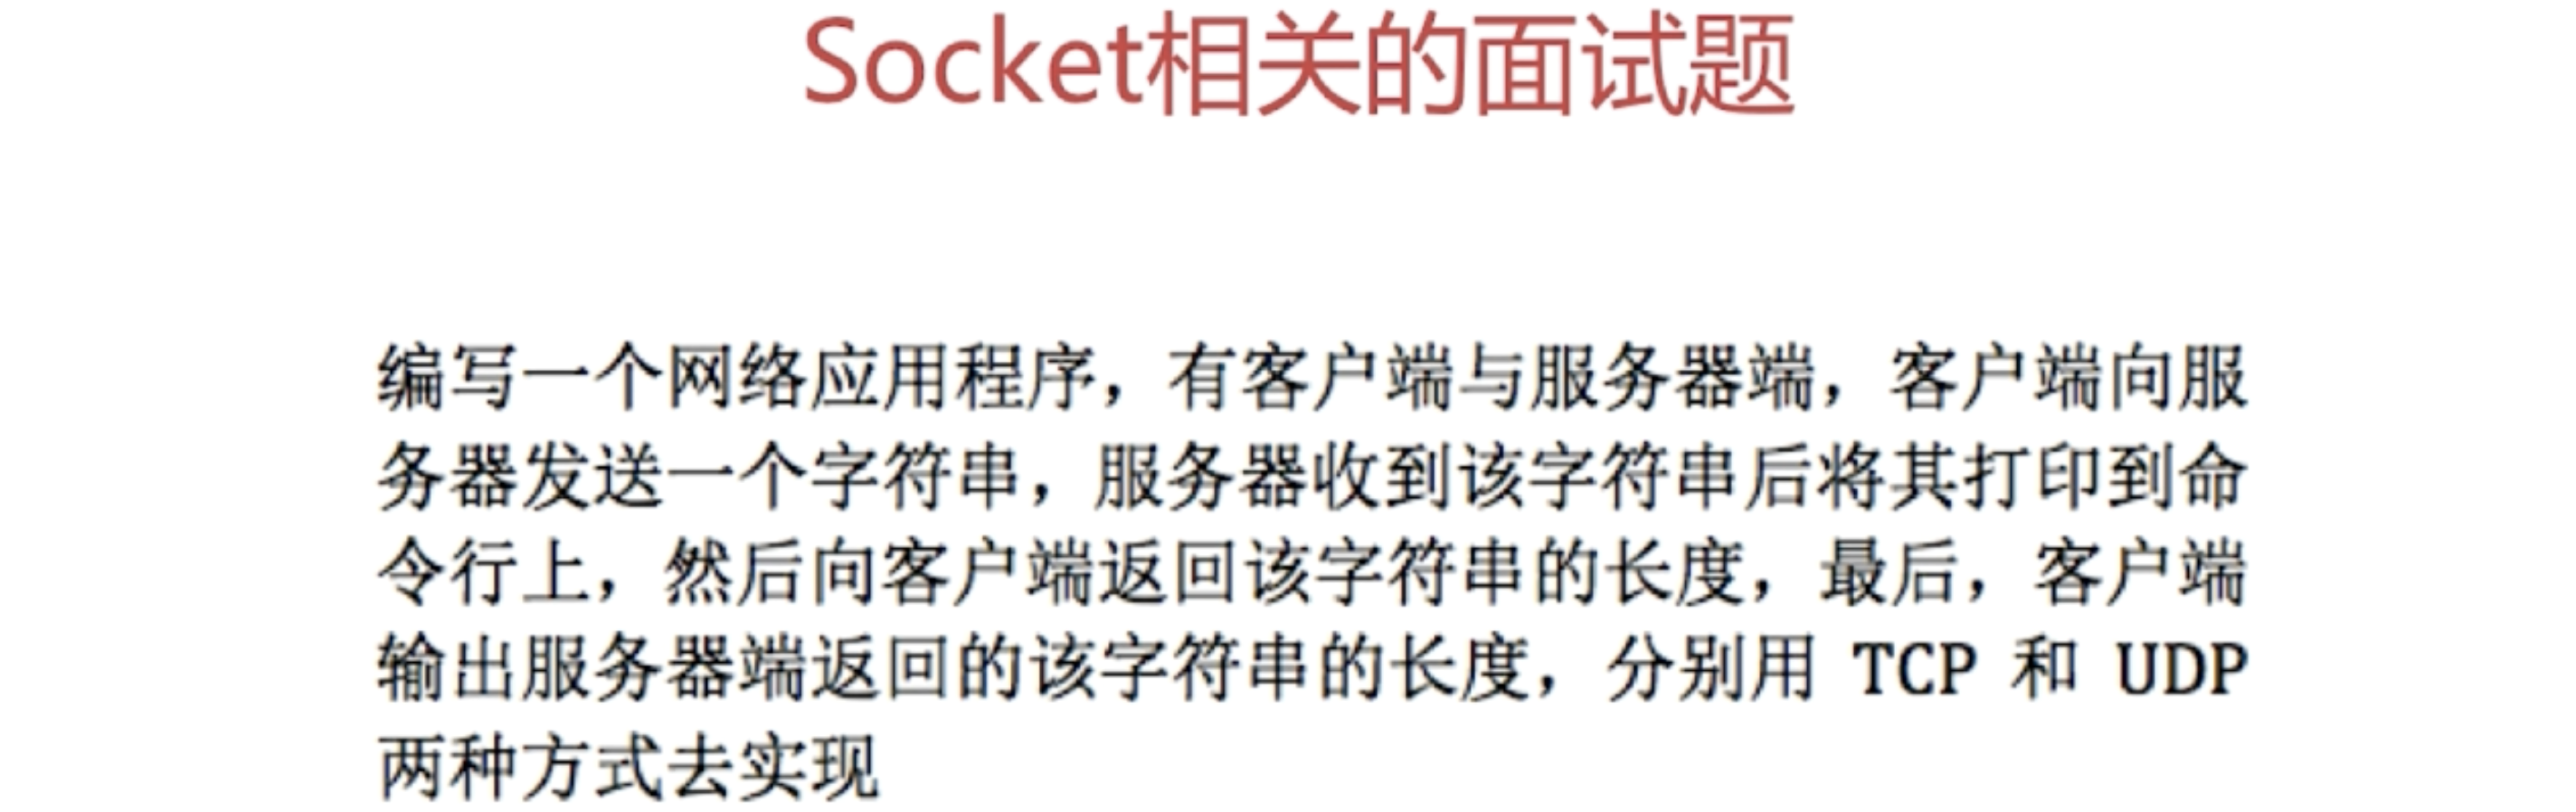 Socket相关的面试题
编写一个网络应用程序，有客户端与服务器端，客户端向服
务器发送一个字符串，服务器收到该字符串后将其打印到命
令行上，然后向客户端返回该字符串的长度，最后，客户端
输出服务器端返回的该字符串的长度，分别用 TCP 和 UDP
两种方式去实现